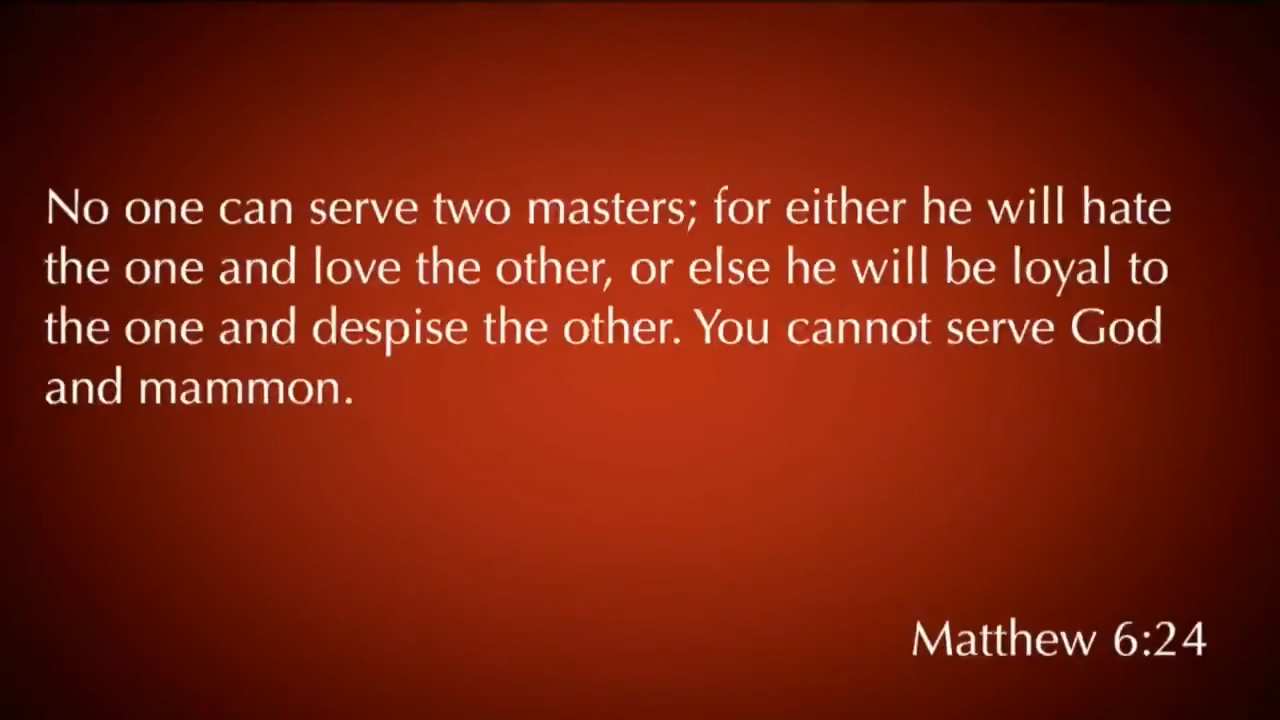 No one can serve two masters; for either he will hate
the one and love the other, or else he will be loyal to
the one and despise the other. You cannot serve God
and mammon.
Matthew 6:24